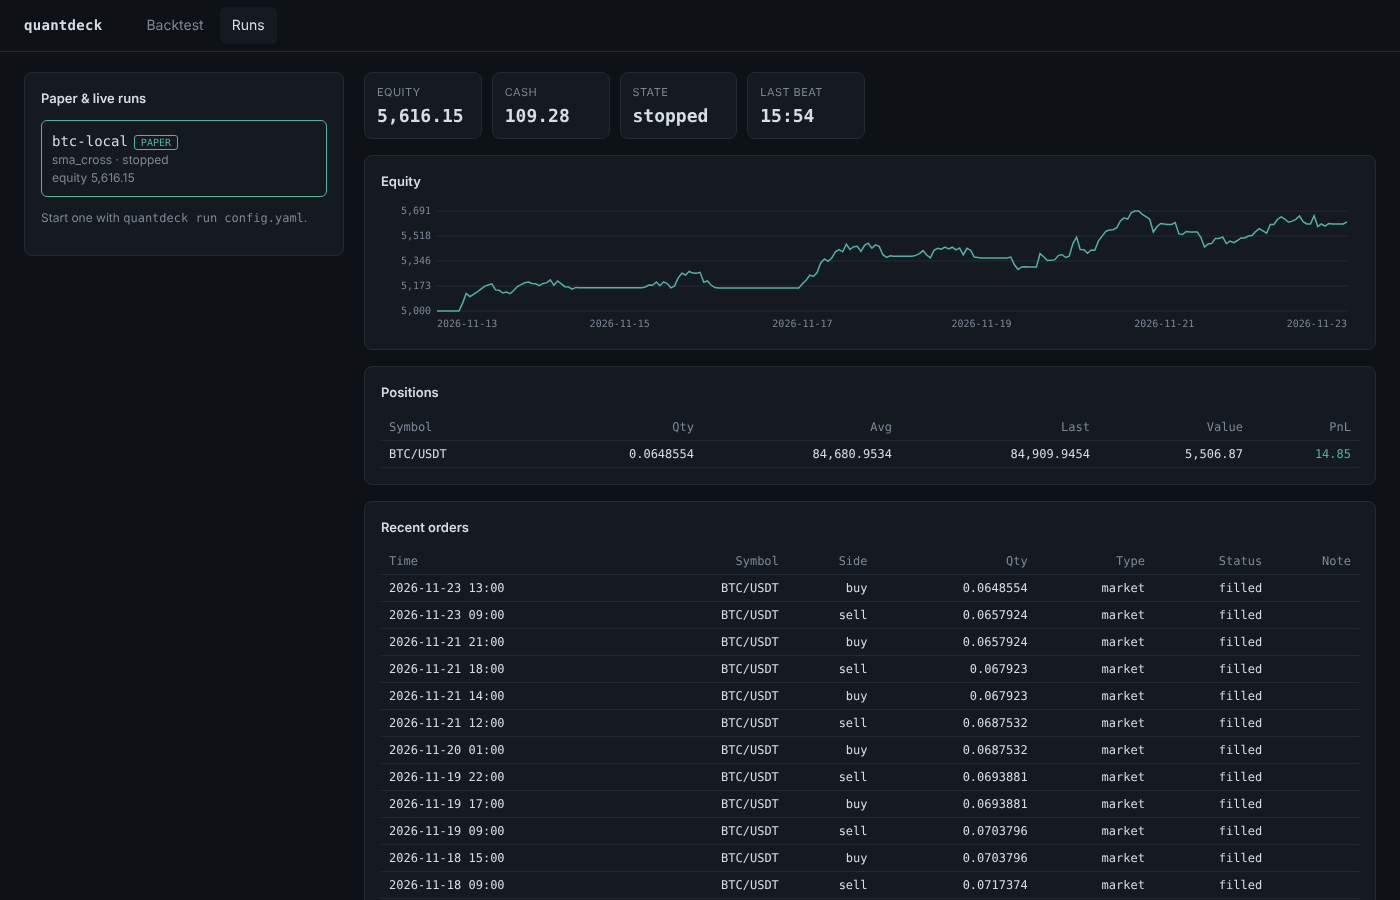 quantdeck Backtest Runs
Paper & live runs
btc-local PAPER
sma_cross · stopped
equity 5,616.15
Start one with quantdeck run config.yaml.
EQUITY
5,616.15
CASH
109.28
STATE
stopped
LAST BEAT
15:54
Equity
5,691
5,518
5,346
5,173
5,000
2026-11-13 2026-11-15 2026-11-17 2026-11-19 2026-11-21 2026-11-23
Positions
Symbol Qty Avg Last Value PnL
BTC/USDT 0.0648554 84,680.9534 84,909.9454 5,506.87 14.85
Recent orders
Time Symbol Side Qty Type Status Note
2026-11-23 13:00 BTC/USDT buy 0.0648554 market filled
2026-11-23 09:00 BTC/USDT sell 0.0657924 market filled
2026-11-21 21:00 BTC/USDT buy 0.0657924 market filled
2026-11-21 18:00 BTC/USDT sell 0.067923 market filled
2026-11-21 14:00 BTC/USDT buy 0.067923 market filled
2026-11-21 12:00 BTC/USDT sell 0.0687532 market filled
2026-11-20 01:00 BTC/USDT buy 0.0687532 market filled
2026-11-19 22:00 BTC/USDT sell 0.0693881 market filled
2026-11-19 17:00 BTC/USDT buy 0.0693881 market filled
2026-11-19 09:00 BTC/USDT sell 0.0703796 market filled
2026-11-18 15:00 BTC/USDT buy 0.0703796 market filled
2026-11-18 09:00 BTC/USDT sell 0.0717374 market filled